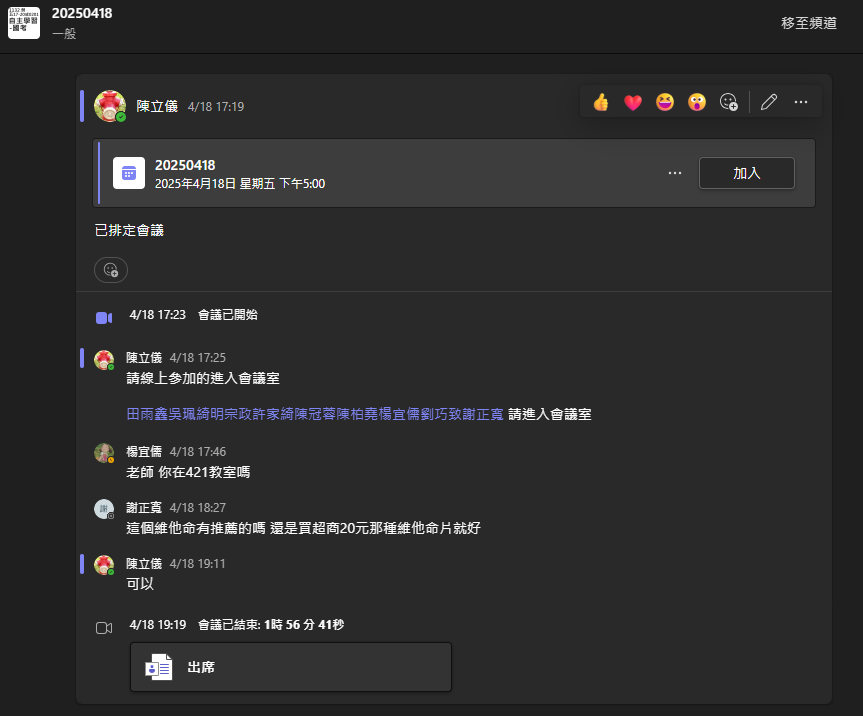 自主學習
-國考
20250418
一般
移至頻道
陳立儀 4/18 17:19
20250418
2025年4月18日 星期五 下午5:00
加入
已排定會議
4/18 17:23 會議已開始
陳立儀 4/18 17:25
請線上參加的進入會議室
田雨鑫吳珮綺明宗政許家綺陳冠蓉陳柏堯楊宜儒劉巧致謝正寬 請進入會議室
楊宜儒 4/18 17:46
老師 你在421教室嗎
謝
謝正寬 4/18 18:27
這個維他命有推薦的嗎 還是買超商20元那種維他命片就好
陳立儀 4/18 19:11
可以
4/18 19:19 會議已結束: 1時 56 分 41秒
出席